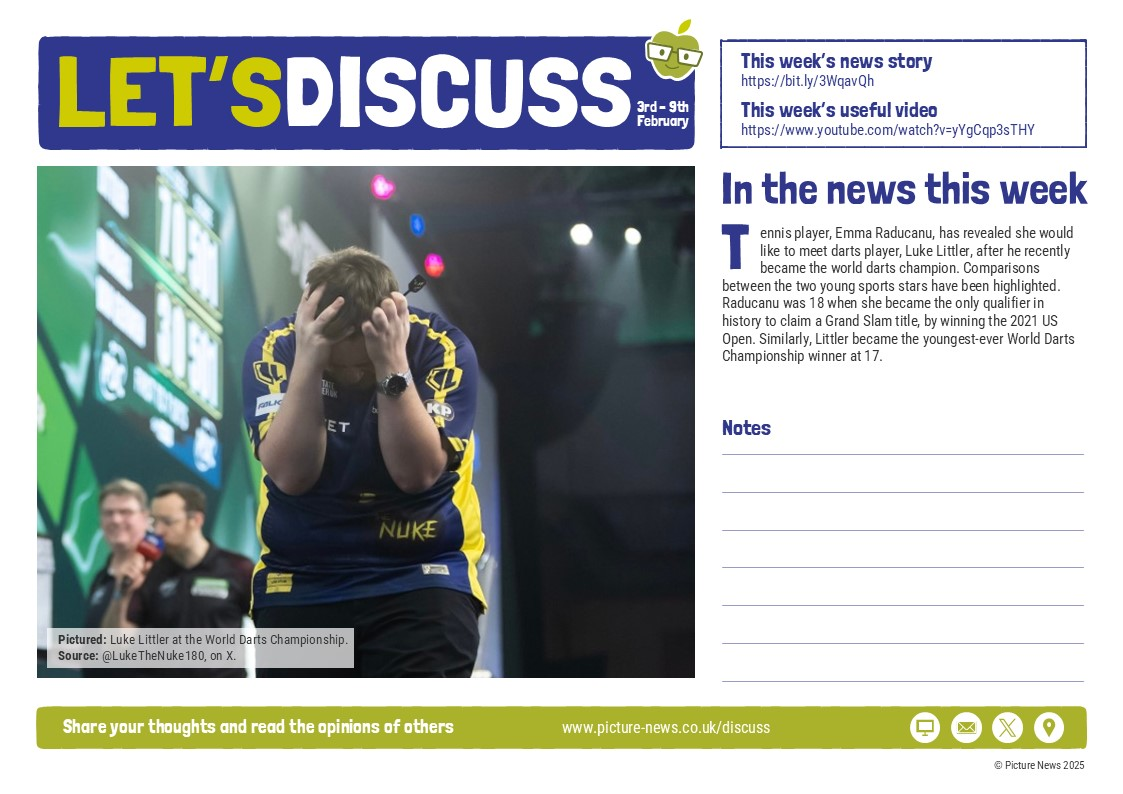 LET'S DISCUSS
3rd – 9th
February
This week's news story
https://bit.ly/3WqavQh
This week's useful video
https://www.youtube.com/watch?v=yYgCqp3sTHY
In the news this week
Tennis player, Emma Raducanu, has revealed she would
like to meet darts player, Luke Littler, after he recently
became the world darts champion. Comparisons
between the two young sports stars have been highlighted.
Raducanu was 18 when she became the only qualifier in
history to claim a Grand Slam title, by winning the 2021 US
Open. Similarly, Littler became the youngest-ever World Darts
Championship winner at 17.
Notes
KP
NUKE
Pictured: Luke Littler at the World Darts Championship.
Source: @LukeTheNuke180, on X.
Share your thoughts and read the opinions of others
www.picture-news.co.uk/discuss
© Picture News 2025